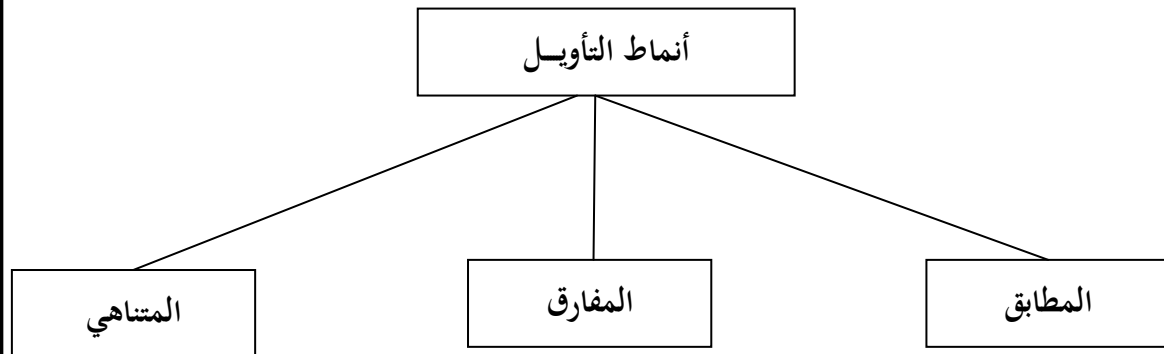 أنماط التأويـل
المطابق
المفارق
المتناهي